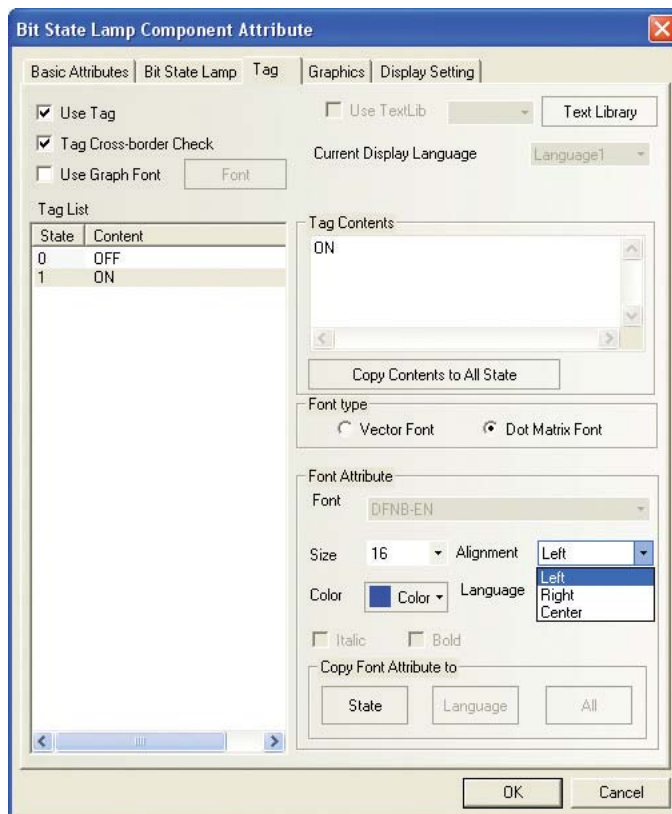 Bit State Lamp Component Attribute
Basic Attributes Bit State Lamp Tag Graphics Display Setting
Use Tag
Use TextLib
Text Library
Tag Cross-border Check
Current Display Language Language1
Use Graph Font Font
Tag List
State Content
0 OFF
1 ON
Tag Contents
ON
Copy Contents to All State
Font type
Vector Font Dot Matrix Font
Font Attribute
Font DFNB-EN
Size 16 Alignment Left
Left
Right
Center
Color Color Language
Italic Bold
Copy Font Attribute to
State Language All
OK Cancel